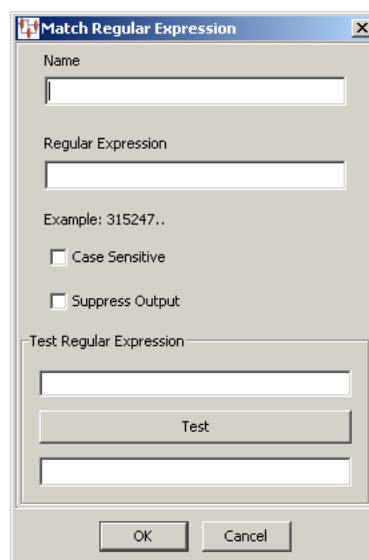 Match Regular Expression
Name
Regular Expression
Example: 315247..
Case Sensitive
Suppress Output
Test Regular Expression
Test
OK
Cancel